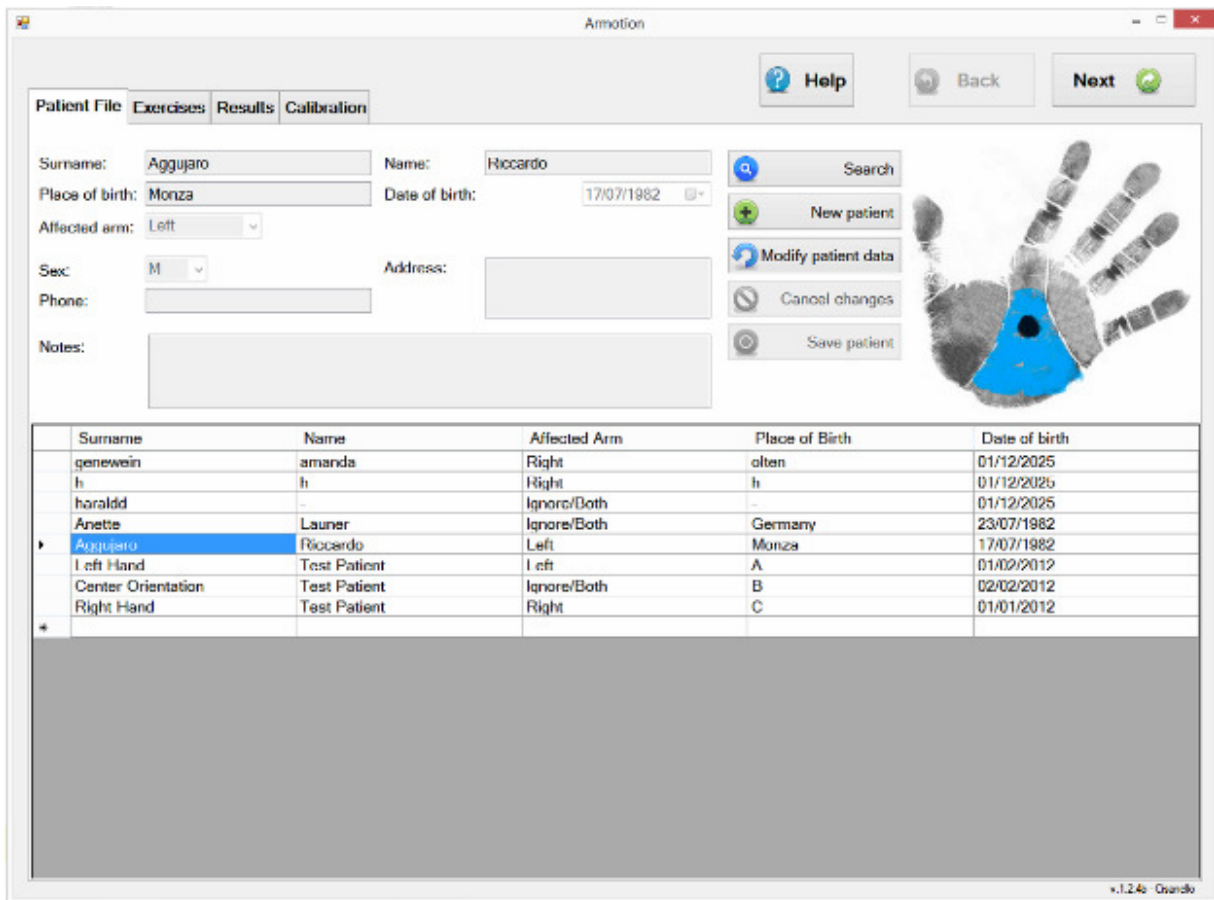 Armotion
Help Back Next
Patient File Exercises Results Calibration
Surname: Aggujaro Name: Riccardo
Place of birth: Monza Date of birth: 17/07/1982
Affected arm: Left
Sex: M Address:
Phone:
Notes:
Search
New patient
Modify patient data
Cancel changes
Save patient
Surname Name Affected Arm Place of Birth Date of birth
genewein amanda Right olten 01/12/2025
h h Right h 01/12/2025
haraldd - Ignore/Both - 01/12/2025
Anette Launer Ignore/Both Germany 23/07/1982
Aggujaro Riccardo Left Monza 17/07/1982
Left Hand Test Patient Left A 01/02/2012
Center Orientation Test Patient Ignore/Both B 02/02/2012
Right Hand Test Patient Right C 01/01/2012
v.1.2.4b -